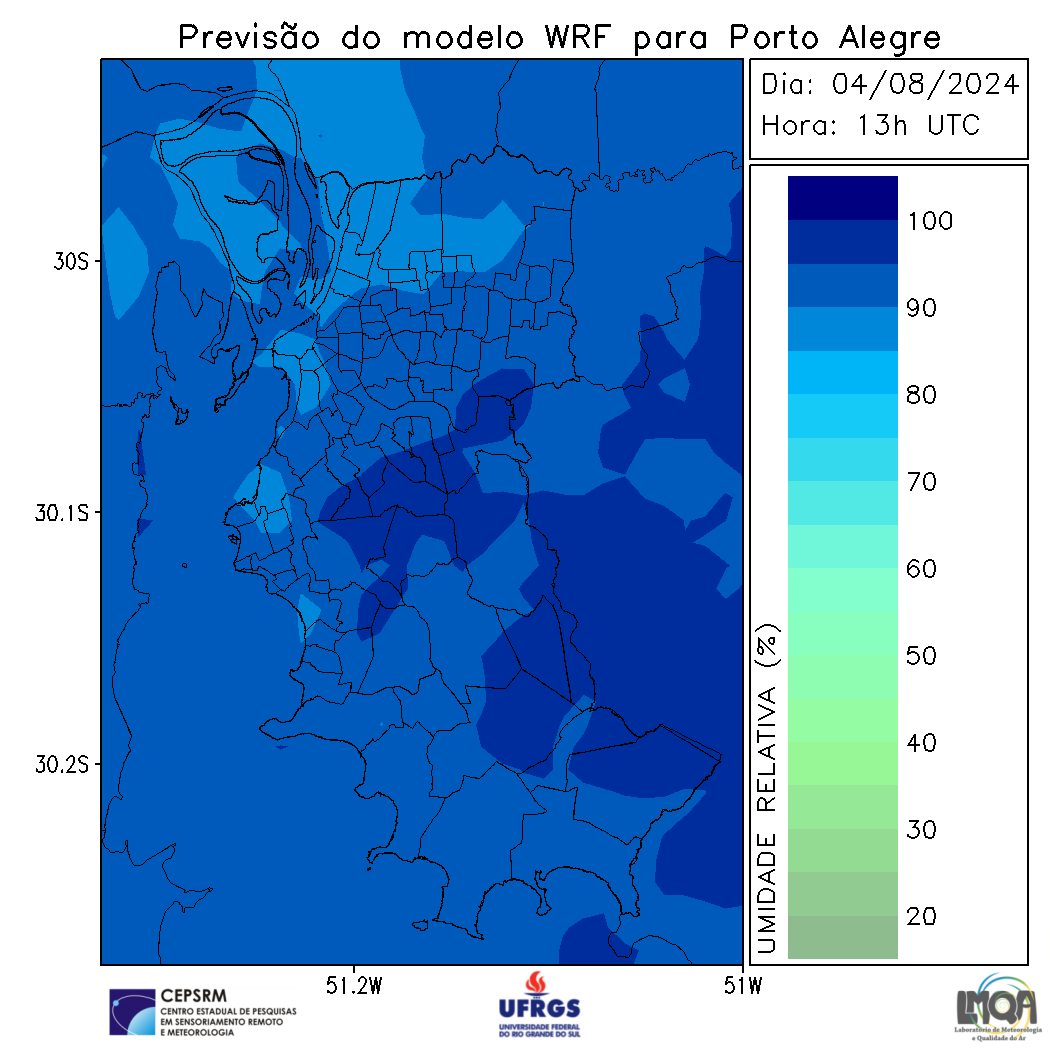 Previsão do modelo WRF para Porto Alegre
Dia: 04/08/2024
Hora: 13h UTC
30S
30.1S
30.2S
51.2W
51W
100
90
80
70
60
50
40
30
20
UMIDADE RELATIVA (%)
CEPSRM
CENTRO ESTADUAL DE PESQUISAS
EM SENSORIAMENTO REMOTO
E METEOROLOGIA
UFRGS
UNIVERSIDADE FEDERAL
DO RIO GRANDE DO SUL
LMQA
Laboratório de Meteorologia
e Qualidade do Ar